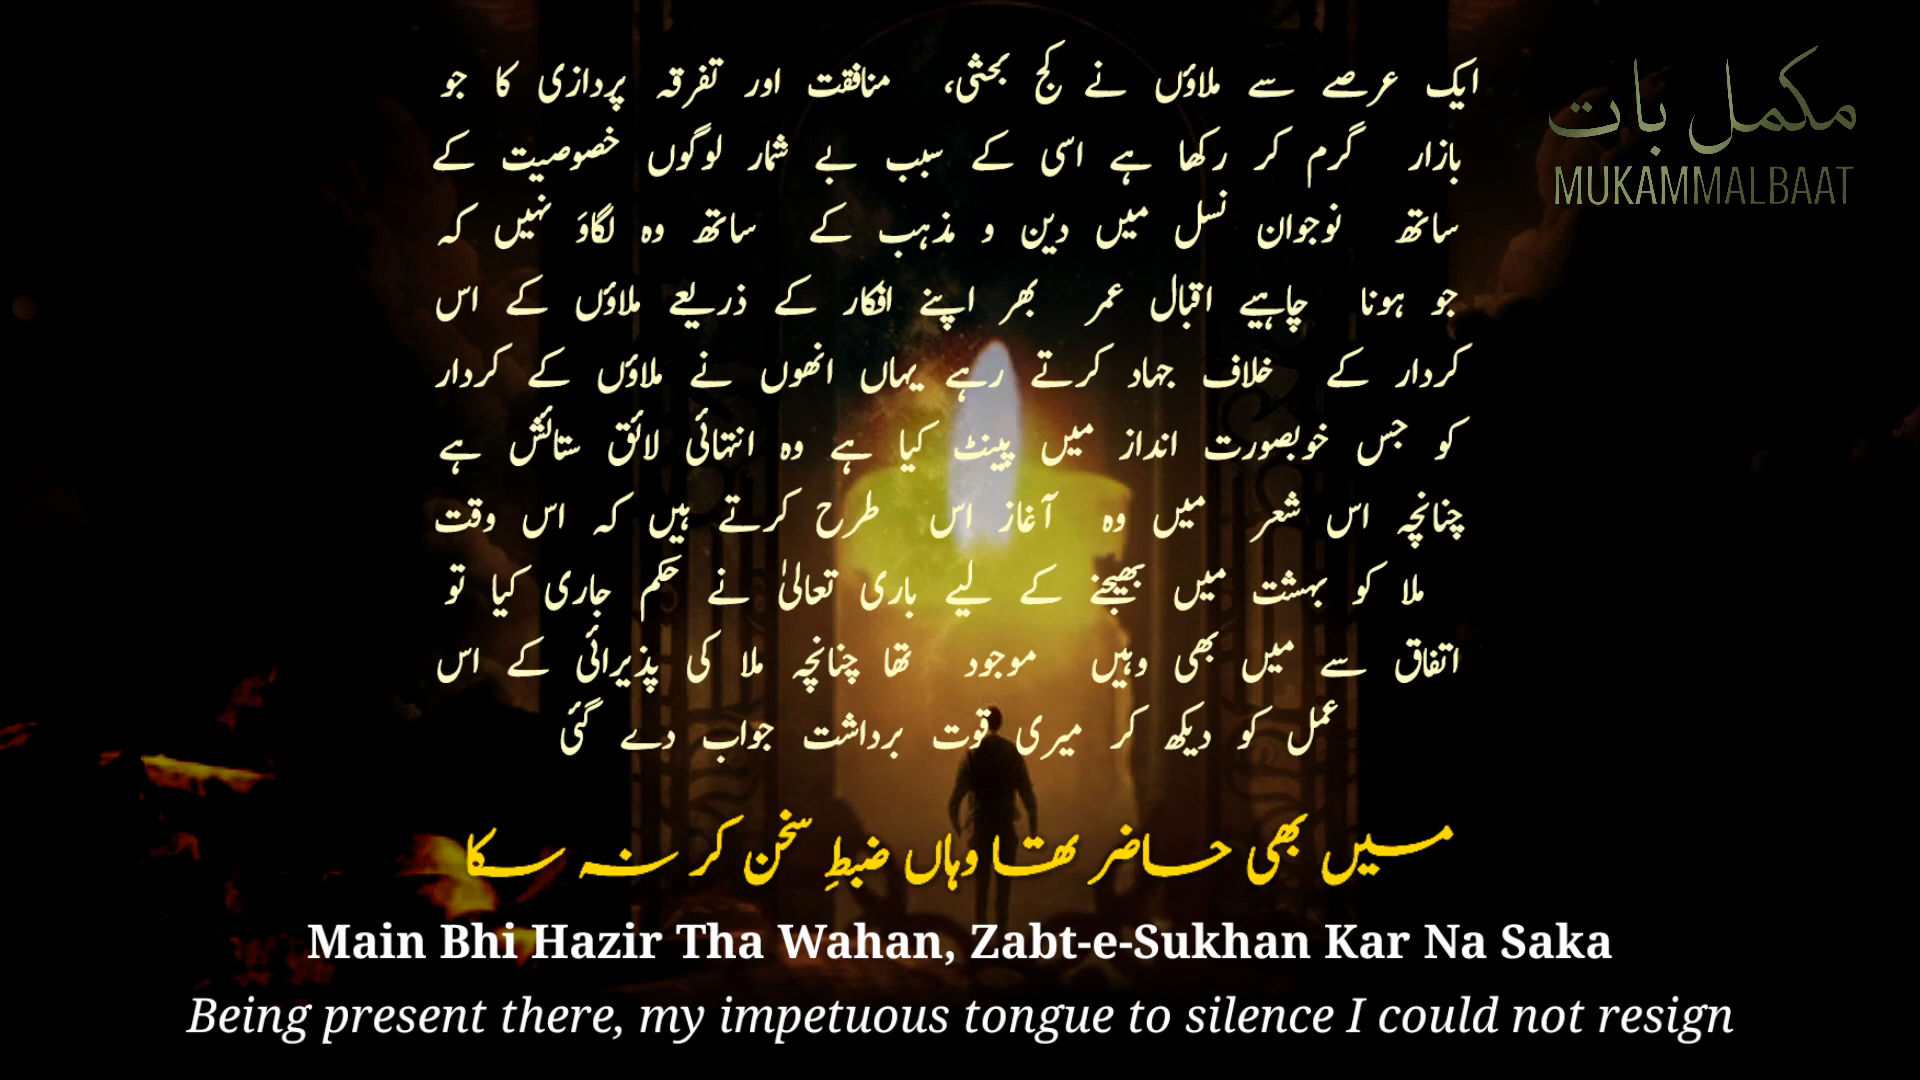 ایک عرصے سے ملاؤں نے کج بحثی، منافقت اور تفرقہ پردازی کا جو
بازار گرم کر رکھا ہے اسی کے سبب بے شمار لوگوں خصوصیت کے
ساتھ نوجوان نسل میں دین و مذہب کے ساتھ وہ لگاؤ نہیں کہ
جو ہونا چاہیے اقبال عمر بھر اپنے افکار کے ذریعے ملاؤں کے اس
کردار کے خلاف جہاد کرتے رہے یہاں انھوں نے ملاؤں کے کردار
کو جس خوبصورت انداز میں پینٹ کیا ہے وہ انتہائی لائق ستائش ہے
چنانچہ اس شعر میں وہ آغاز اس طرح کرتے ہیں کہ اس وقت
ملا کو بہشت میں بھیجنے کے لیے باری تعالیٰ نے حکم جاری کیا تو
اتفاق سے میں بھی وہیں موجود تھا چنانچہ ملا کی پذیرائی کے اس
عمل کو دیکھ کر میری قوت برداشت جواب دے گئی
میں بھی حاضر تھا وہاں ضبطِ سخن کر نہ سکا
Main Bhi Hazir Tha Wahan, Zabt-e-Sukhan Kar Na Saka
Being present there, my impetuous tongue to silence I could not resign
مکمل بات
MUKAMMALBAAT